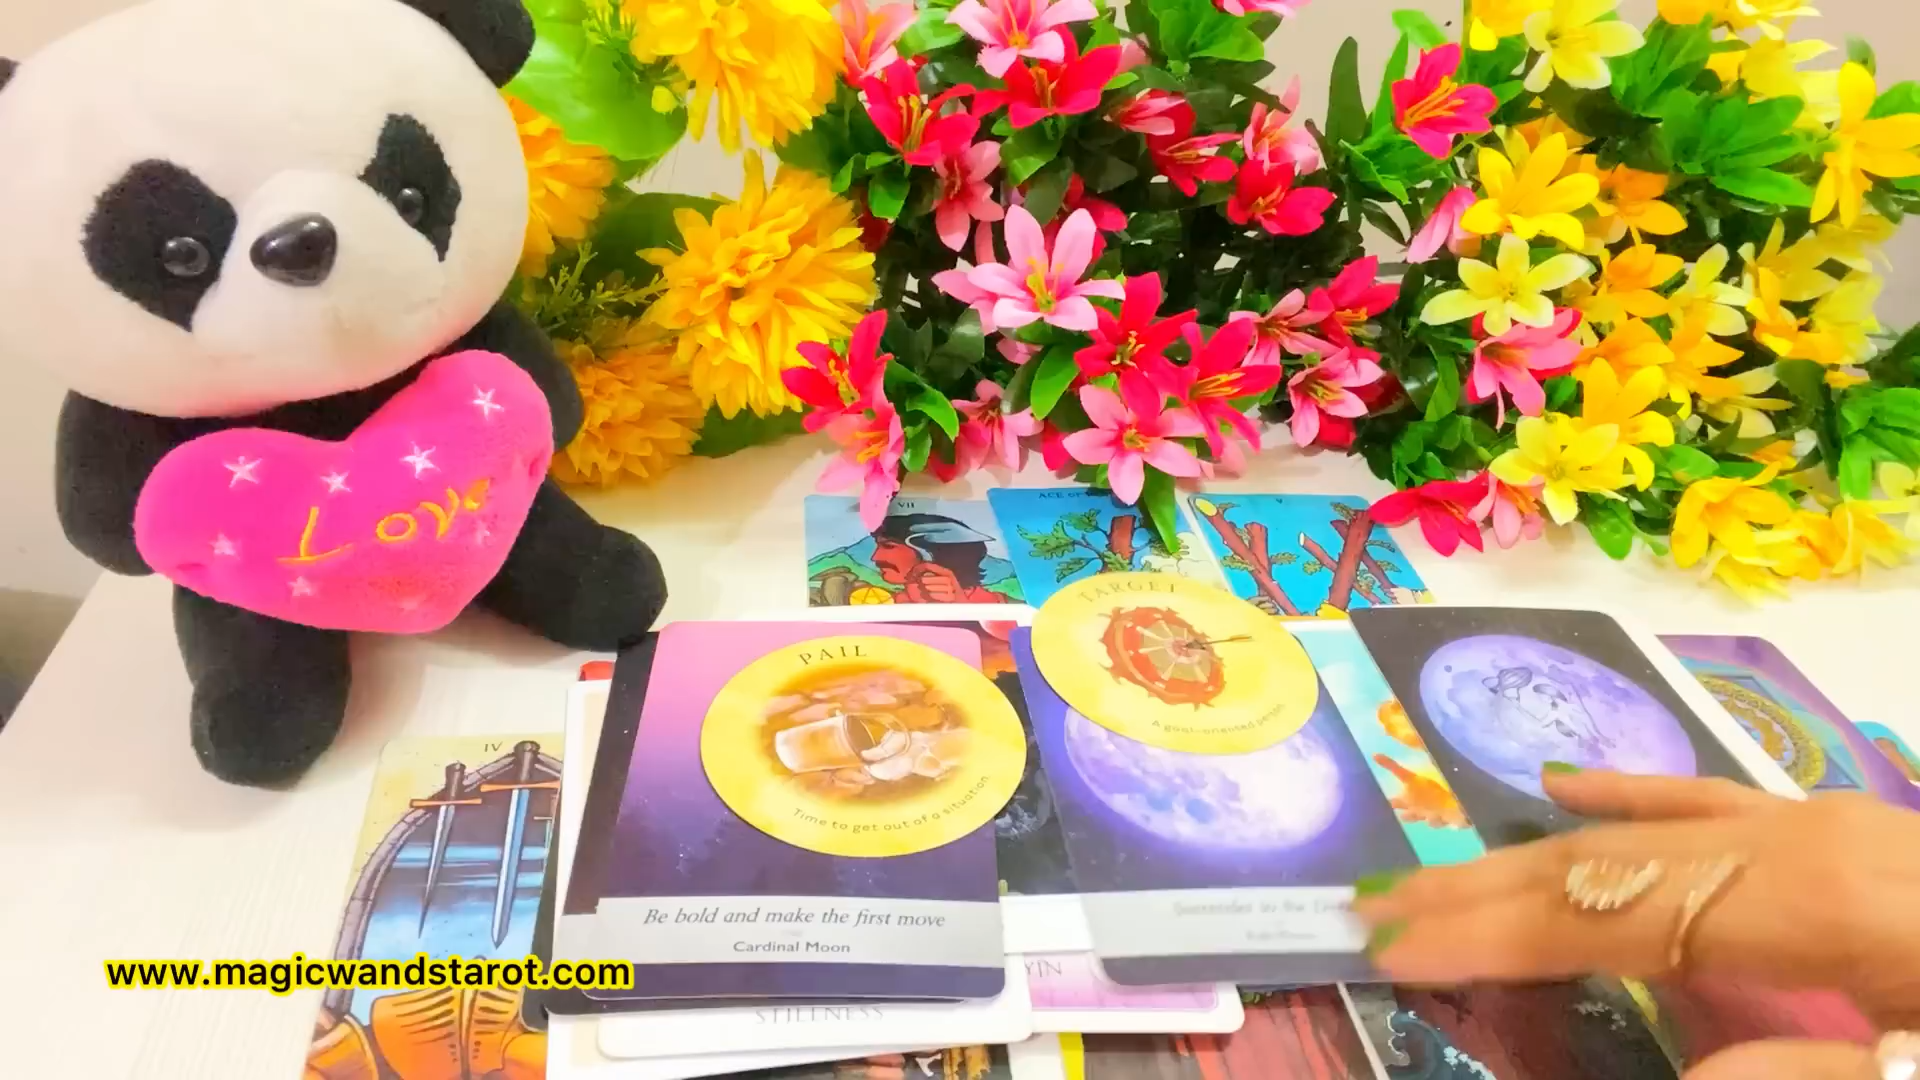 Love
VII
ACE OF
V
TARGET
A goal-oriented person
PAIL
Time to get out of a situation
IV
Be bold and make the first move
Cardinal Moon
YIN
STILLNESS
www.magicwandstarot.com